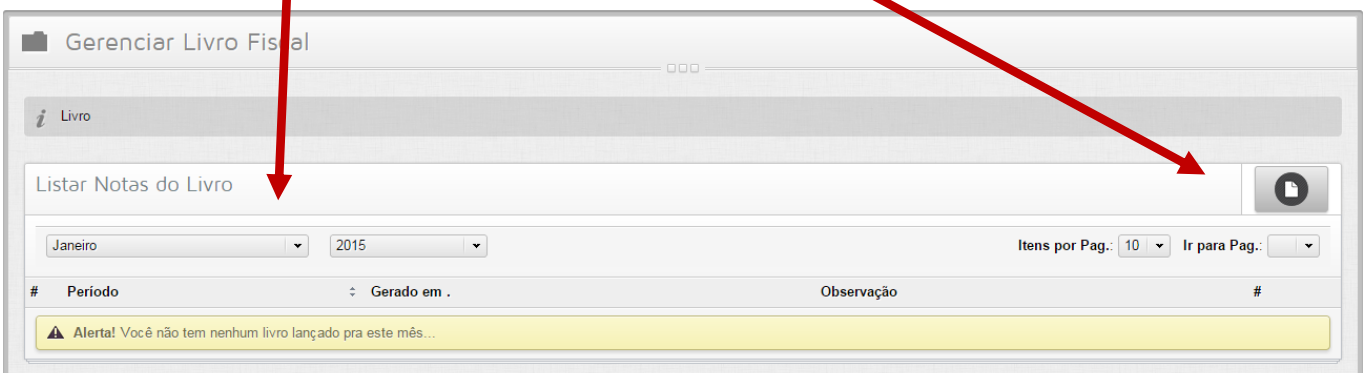 Gerenciar Livro Fiscal
Livro
Listar Notas do Livro
Janeiro 2015 Itens por Pag.: 10 Ir para Pag.:
# Período Gerado em . Observação #
Alerta! Você não tem nenhum livro lançado pra este mês...